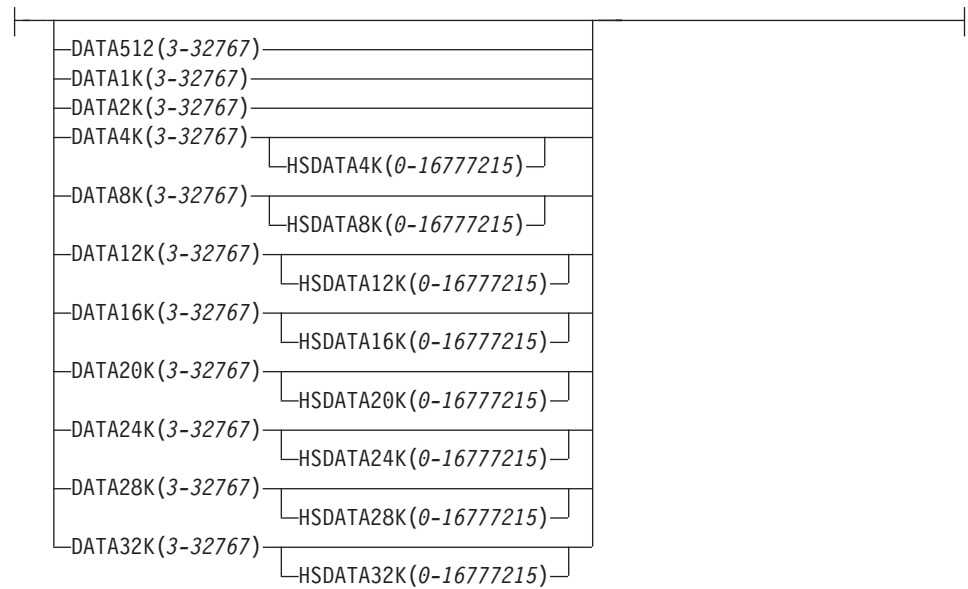 DATA512(3-32767)
DATA1K(3-32767)
DATA2K(3-32767)
DATA4K(3-32767)
HSDATA4K(0-16777215)
DATA8K(3-32767)
HSDATA8K(0-16777215)
DATA12K(3-32767)
HSDATA12K(0-16777215)
DATA16K(3-32767)
HSDATA16K(0-16777215)
DATA20K(3-32767)
HSDATA20K(0-16777215)
DATA24K(3-32767)
HSDATA24K(0-16777215)
DATA28K(3-32767)
HSDATA28K(0-16777215)
DATA32K(3-32767)
HSDATA32K(0-16777215)